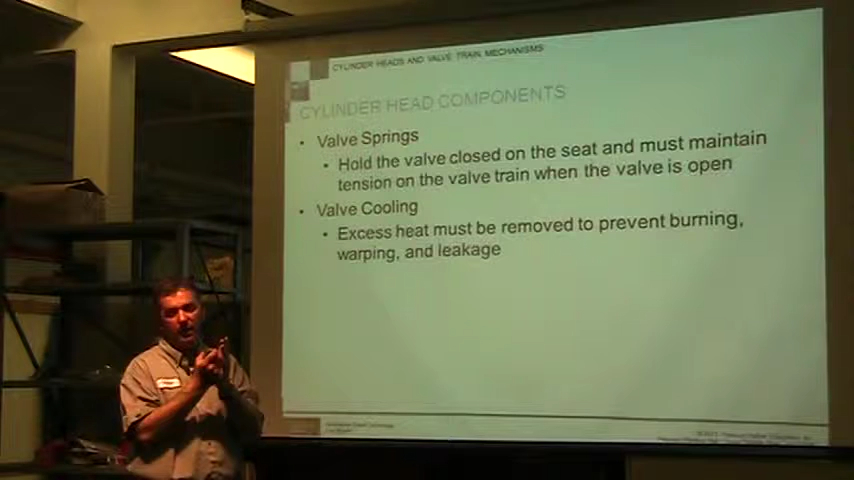 CYLINDER HEADS AND VALVE TRAIN MECHANISMS
CYLINDER HEAD COMPONENTS
• Valve Springs
• Hold the valve closed on the seat and must maintain
tension on the valve train when the valve is open
• Valve Cooling
• Excess heat must be removed to prevent burning,
warping, and leakage